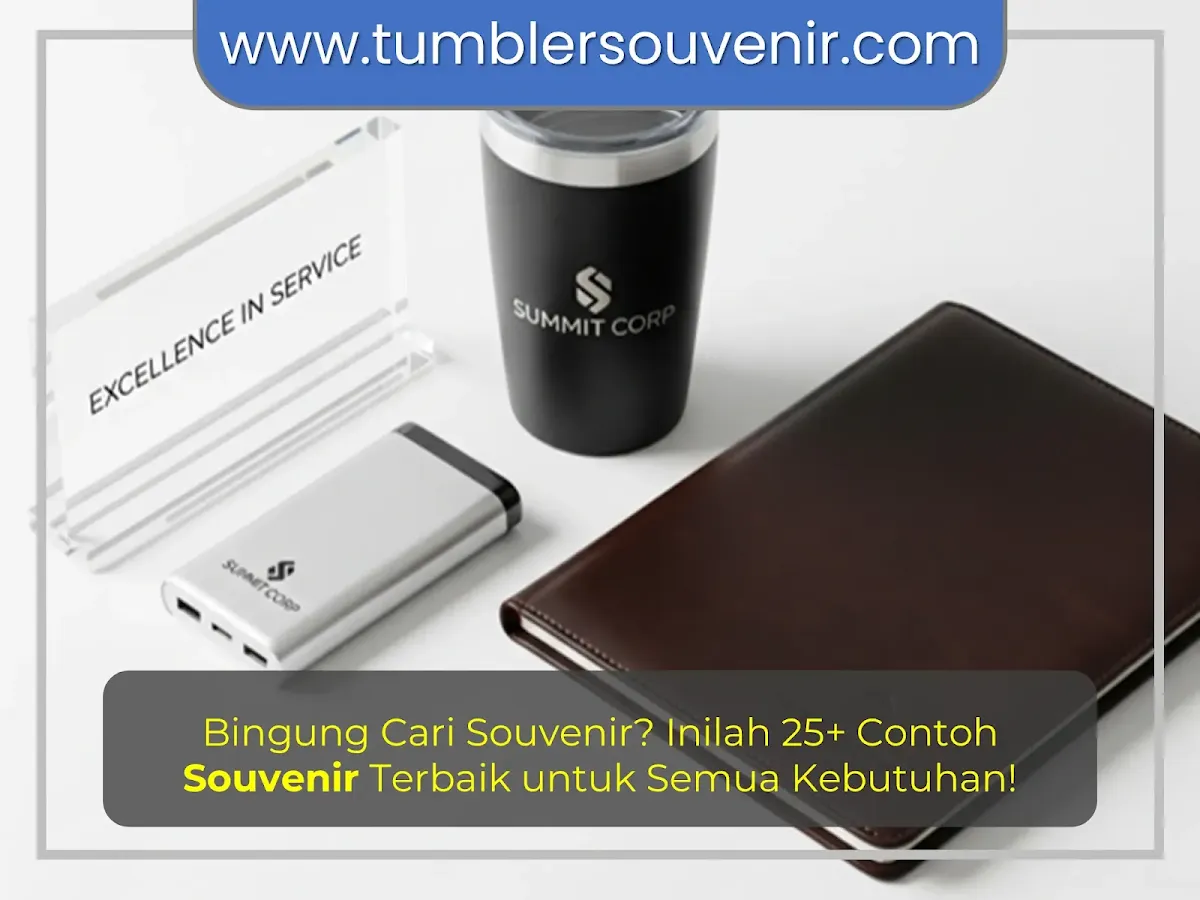 www.tumblersouvenir.com
EXCELLENCE IN SERVICE
SUMMIT CORP
SUMMIT CORP
Bingung Cari Souvenir? Inilah 25+ Contoh
Souvenir Terbaik untuk Semua Kebutuhan!